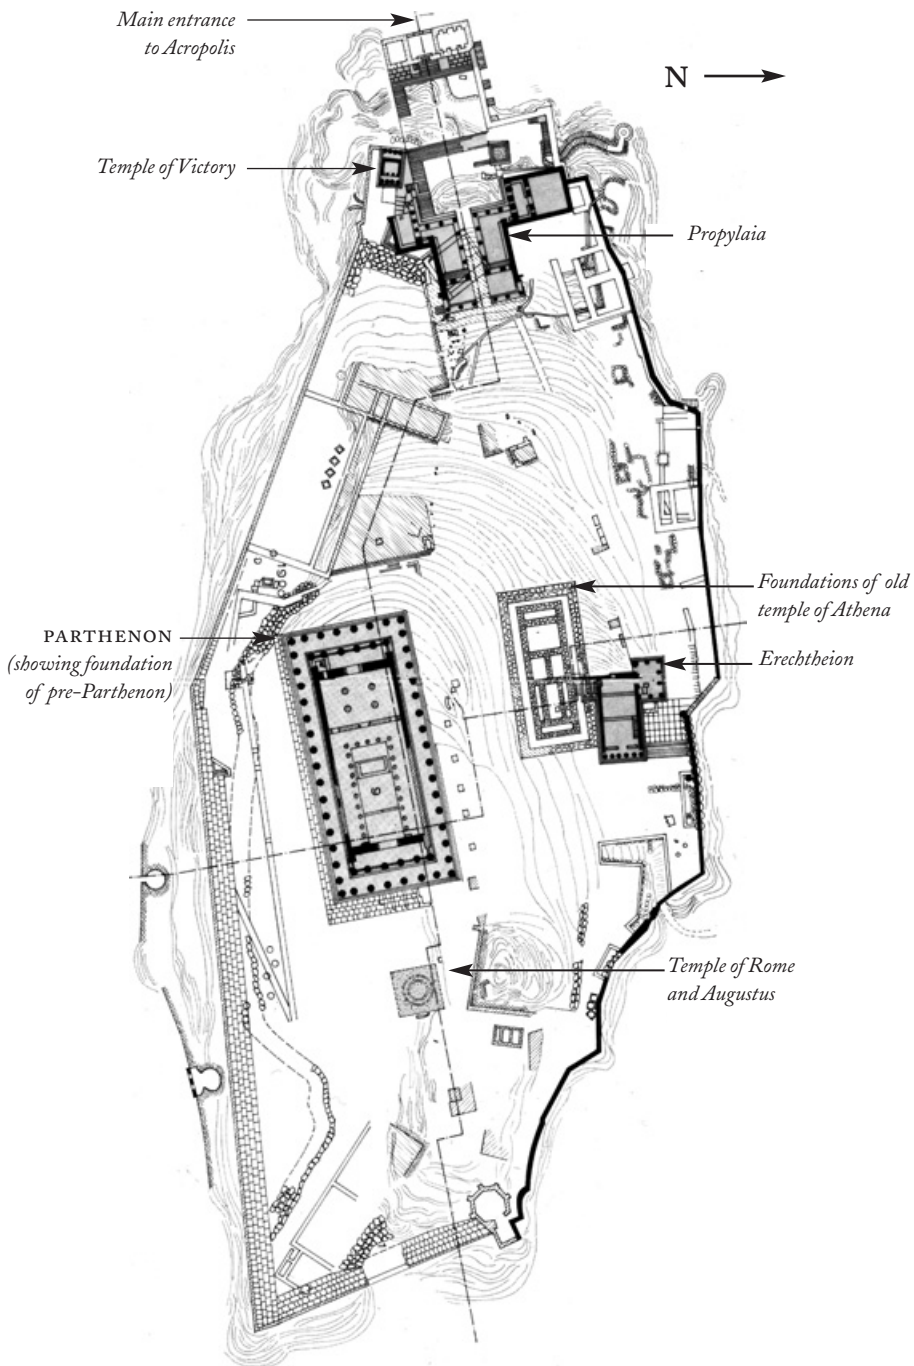 Main entrance
to Acropolis
N
Temple of Victory
Propylaia
Foundations of old
temple of Athena
PARTHENON
(showing foundation
of pre-Parthenon)
Erechtheion
Temple of Rome
and Augustus